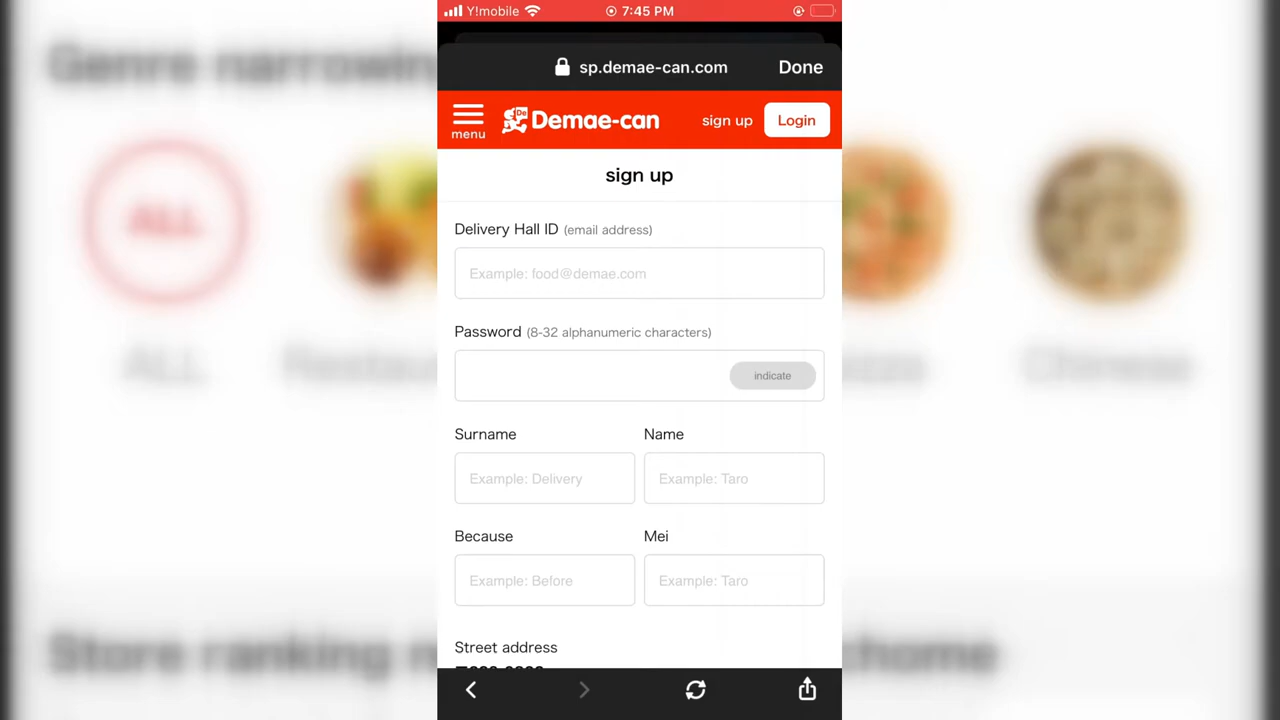 Y!mobile 7:45 PM
sp.demae-can.com Done
menu Demae-can sign up Login
sign up
Delivery Hall ID (email address)
Example: food@demae.com
Password (8-32 alphanumeric characters)
indicate
Surname Name
Example: Delivery Example: Taro
Because Mei
Example: Before Example: Taro
Street address
Genre narrowing
ALL
ALL Restau izza Chinese
Store ranking n home